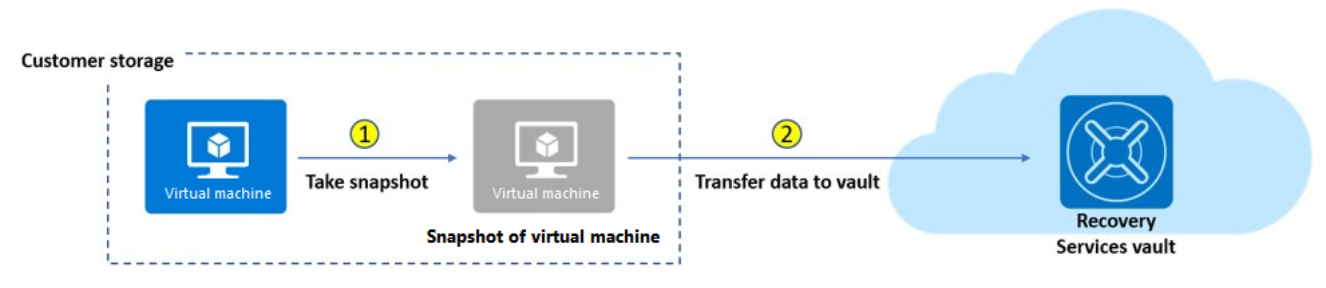 Customer storage
1
2
Virtual machine
Take snapshot
Virtual machine
Transfer data to vault
Snapshot of virtual machine
Recovery
Services vault